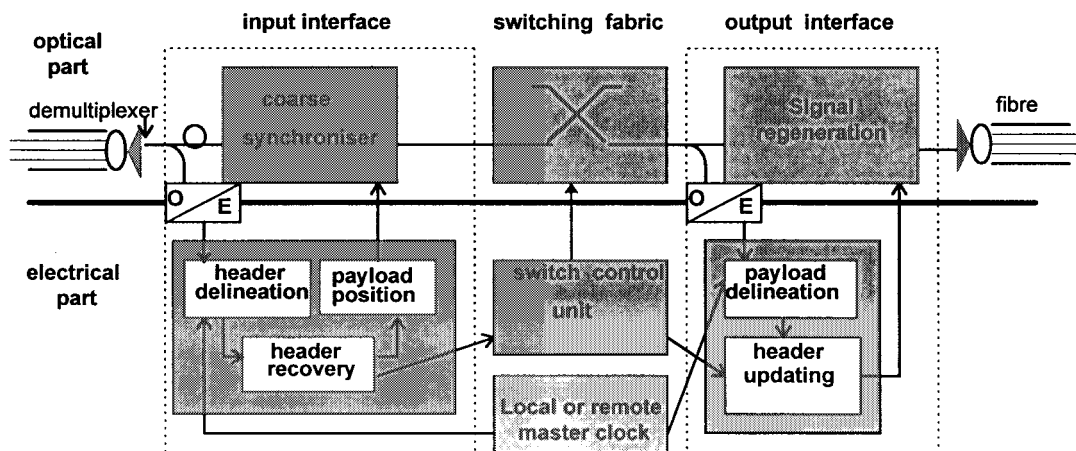 input interface
switching fabric
output interface
optical
part
demultiplexer
coarse
synchroniser
Signal
regeneration
fibre
O
E
O
E
electrical
part
header
delineation
payload
position
header
recovery
switch control
unit
payload
delineation
header
updating
Local or remote
master clock